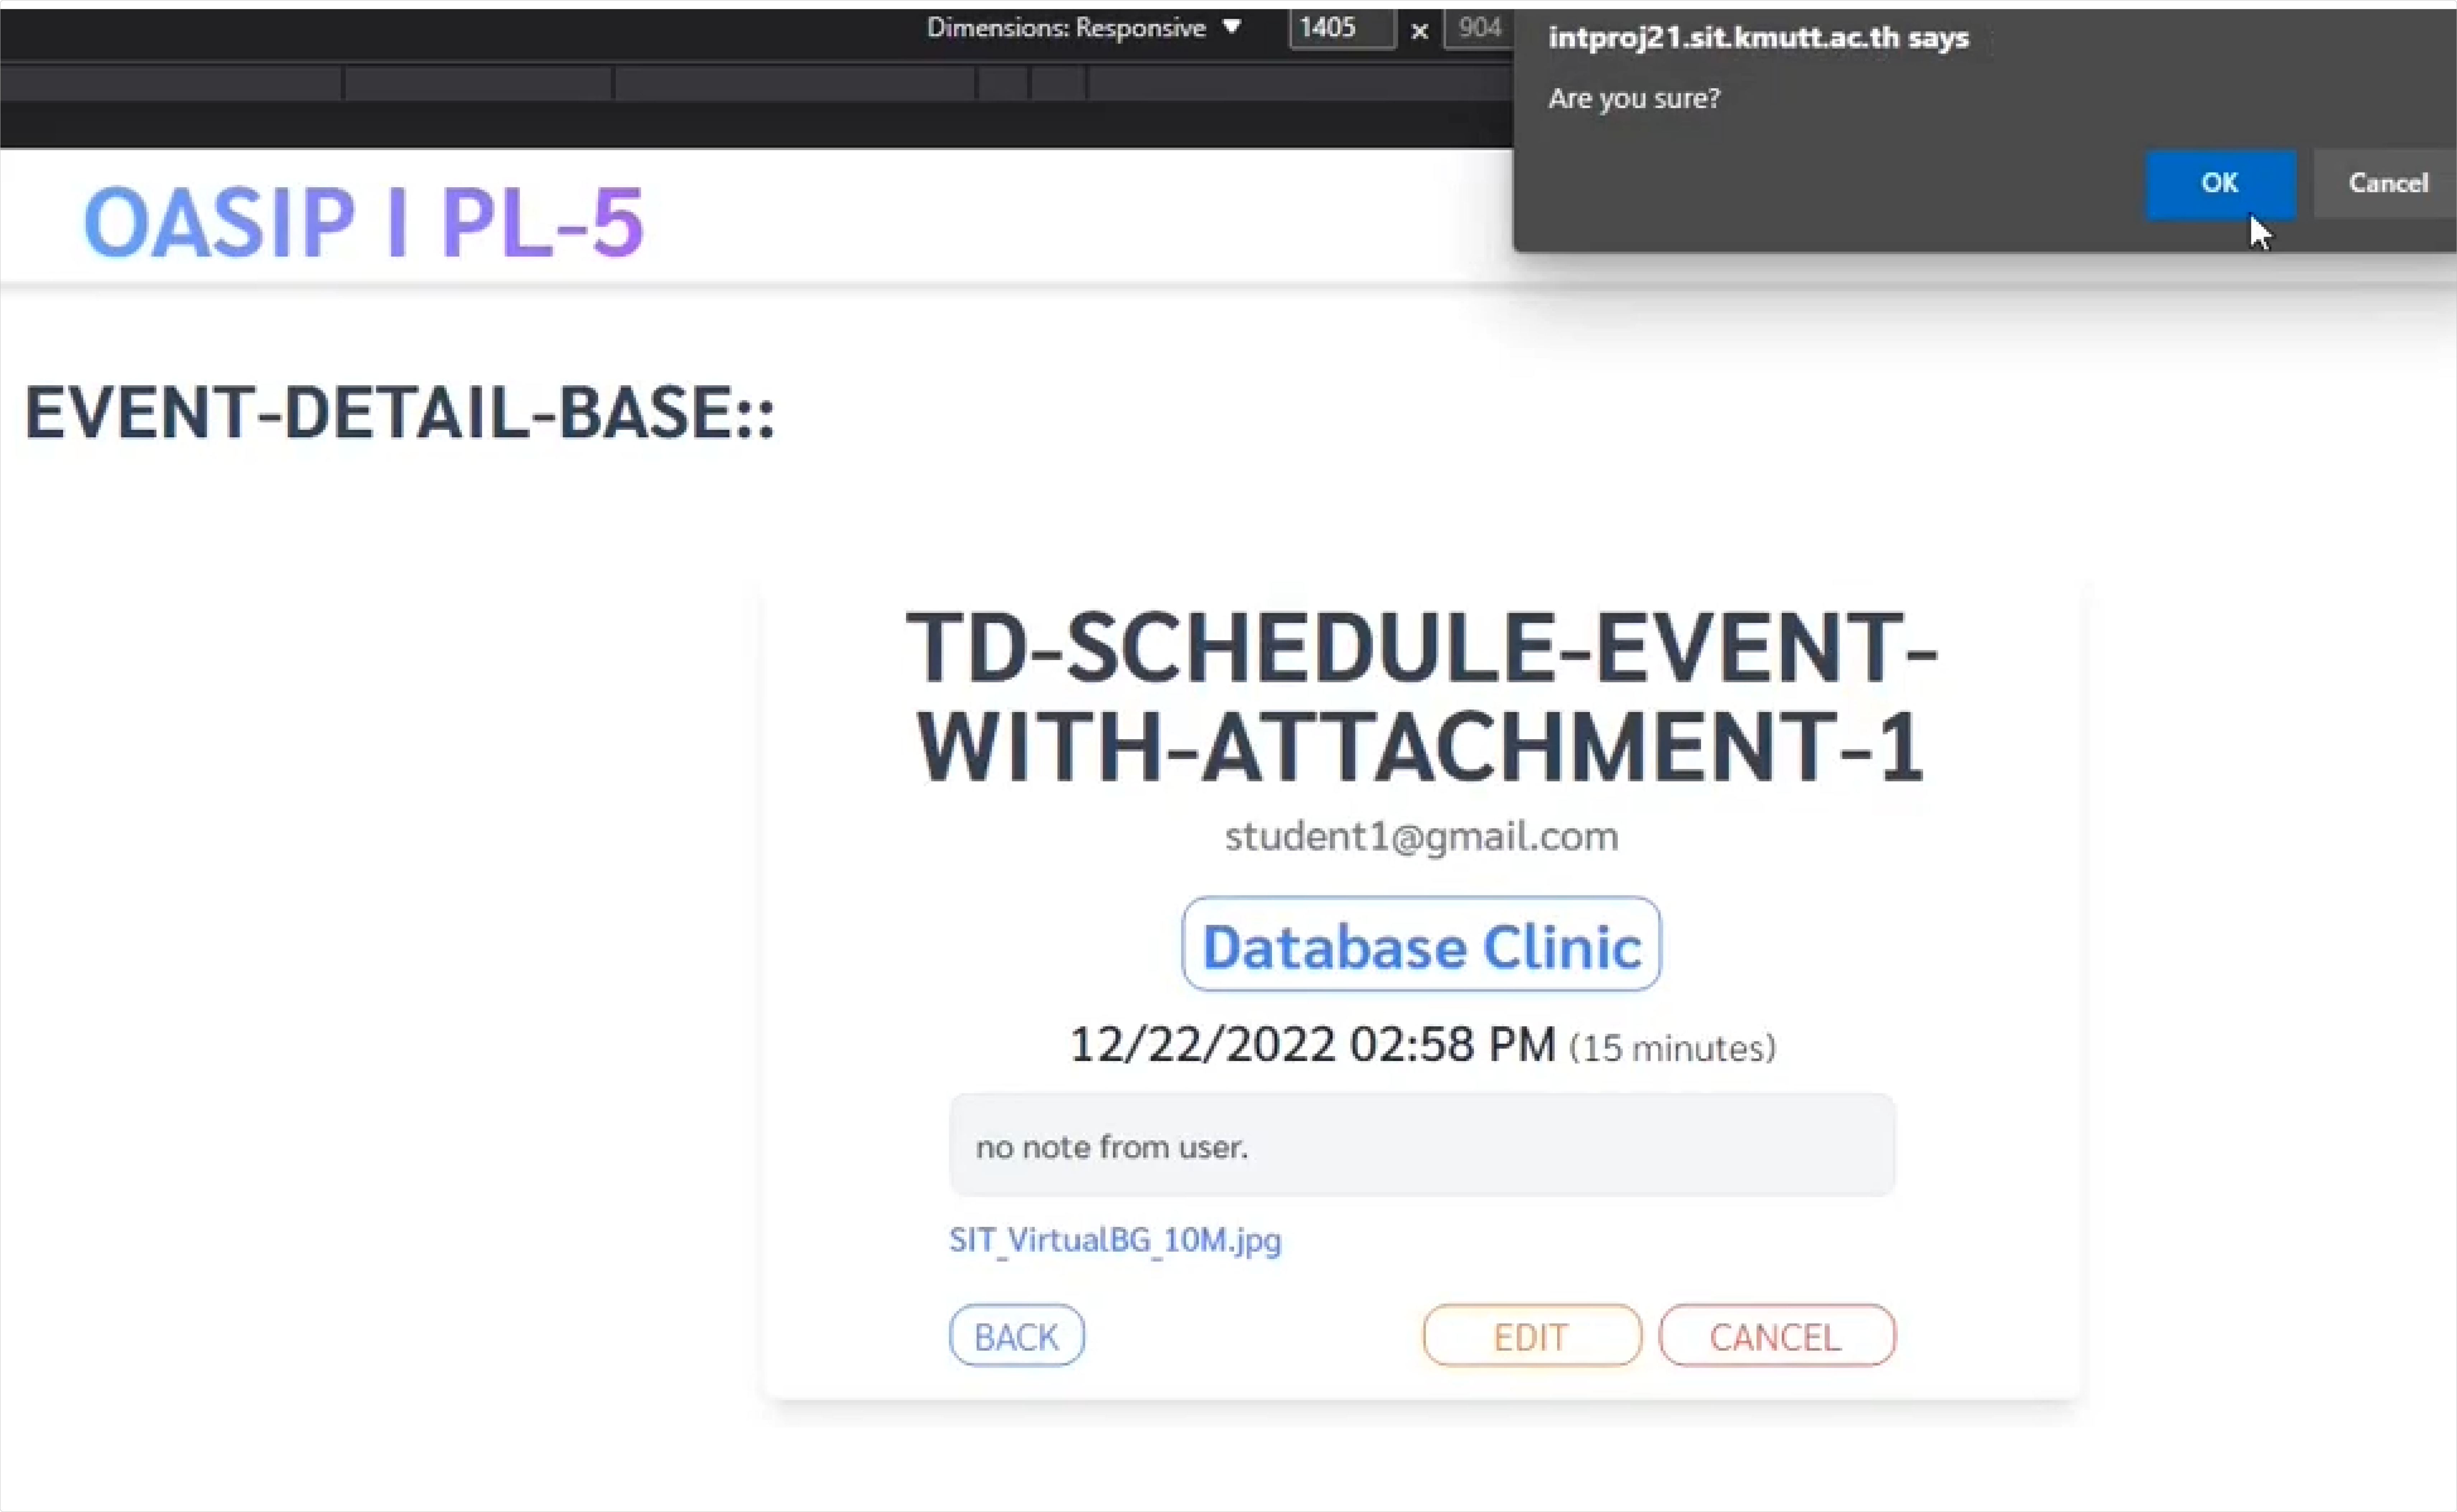 Dimensions: Responsive ▼ 1405 × 904
intproj21.sit.kmutt.ac.th says
Are you sure?
OK Cancel
OASIP | PL-5
EVENT-DETAIL-BASE::
TD-SCHEDULE-EVENT-
WITH-ATTACHMENT-1
student1@gmail.com
Database Clinic
12/22/2022 02:58 PM (15 minutes)
no note from user.
SIT_VirtualBG_10M.jpg
BACK EDIT CANCEL